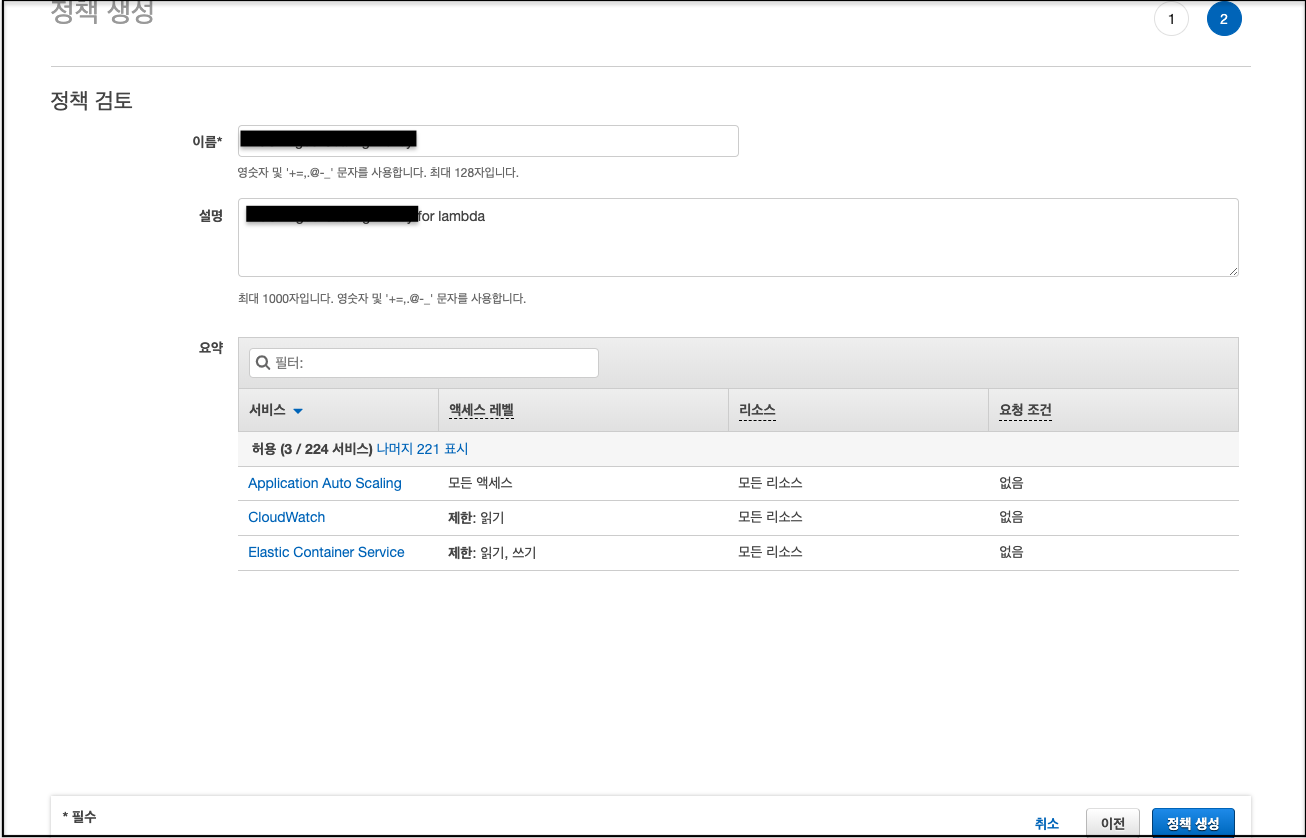 정책 생성
1
2
정책 검토
이름*
영숫자 및 '+=,.@-_' 문자를 사용합니다. 최대 128자입니다.
설명
for lambda
최대 1000자입니다. 영숫자 및 '+=,.@-_' 문자를 사용합니다.
요약
필터:
서비스 액세스 레벨 리소스 요청 조건
허용 (3 / 224 서비스) 나머지 221 표시
Application Auto Scaling 모든 액세스 모든 리소스 없음
CloudWatch 제한: 읽기 모든 리소스 없음
Elastic Container Service 제한: 읽기, 쓰기 모든 리소스 없음
* 필수
취소 이전 정책 생성